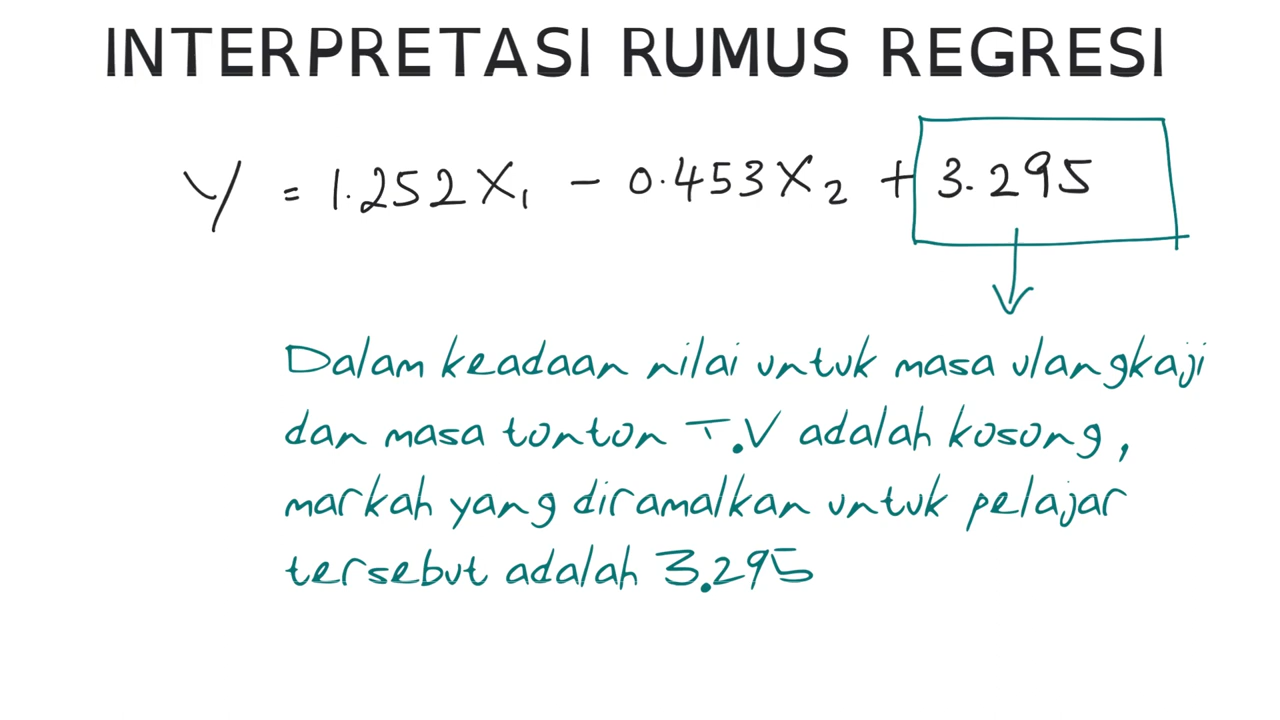 INTERPRETASI RUMUS REGRESI
Y = 1.252X₁ - 0.453X₂ + 3.295
Dalam keadaan nilai untuk masa ulangkaji
dan masa tonton T.V adalah kosong,
markah yang diramalkan untuk pelajar
tersebut adalah 3.295